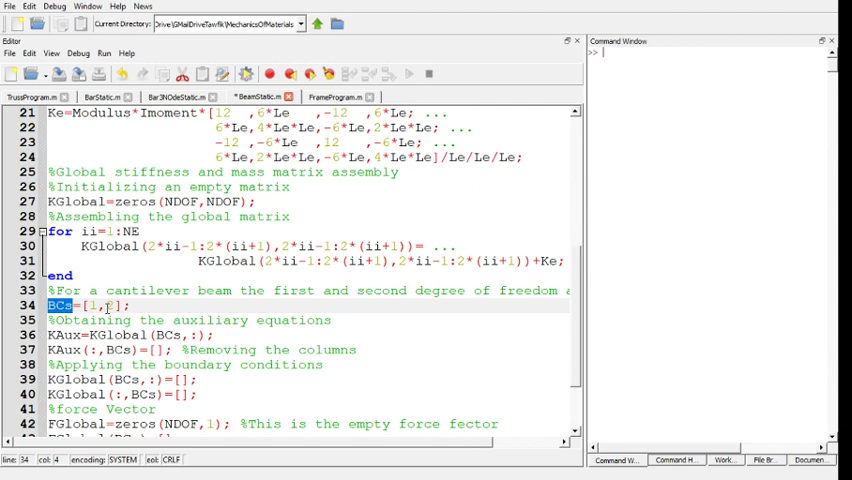 File Edit View Debug Window Help News
Current Directory: Drive\GMailDriveTawfik\MechanicsOfMaterials
Editor
File Edit View Debug Run Help
TrussProgram.m BarStatic.m Bar3NOdeStatic.m * BeamStatic.m FrameProgram.m
21 Ke=Modulus*Imoment*[12 ,6*Le ,-12 ,6*Le; ...
22 6*Le,4*Le*Le,-6*Le,2*Le*Le; ...
23 -12 ,-6*Le ,12 ,-6*Le; ...
24 6*Le,2*Le*Le,-6*Le,4*Le*Le]/Le/Le/Le;
25 %Global stiffness and mass matrix assembly
26 %Initializing an empty matrix
27 KGlobal=zeros(NDOF,NDOF);
28 %Assembling the global matrix
29 for ii=1:NE
30 KGlobal(2*ii-1:2*(ii+1),2*ii-1:2*(ii+1))= ...
31 KGlobal(2*ii-1:2*(ii+1),2*ii-1:2*(ii+1))+Ke;
32 end
33 %For a cantilever beam the first and second degree of freedom a
34 BCs=[1,2];
35 %Obtaining the auxiliary equations
36 KAux=KGlobal(BCs,:);
37 KAux(:,BCs)=[]; %Removing the columns
38 %Applying the boundary conditions
39 KGlobal(BCs,:)=[];
40 KGlobal(:,BCs)=[];
41 %force Vector
42 FGlobal=zeros(NDOF,1); %This is the empty force fector
line: 34 col: 4 encoding: SYSTEM eol: CRLF
Command Window
>>
Command W... Command H... Work... File Br... Documen...